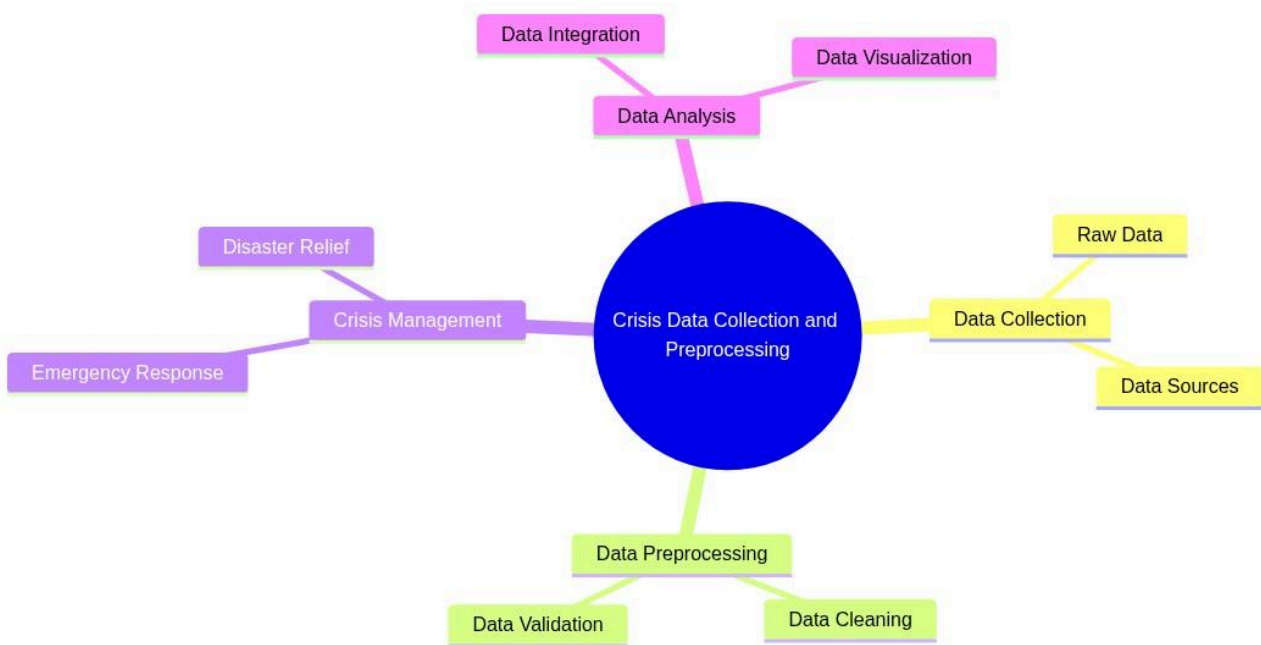 Data Integration
Data Visualization
Data Analysis
Disaster Relief
Raw Data
Crisis Management
Crisis Data Collection and
Preprocessing
Data Collection
Emergency Response
Data Sources
Data Preprocessing
Data Validation
Data Cleaning